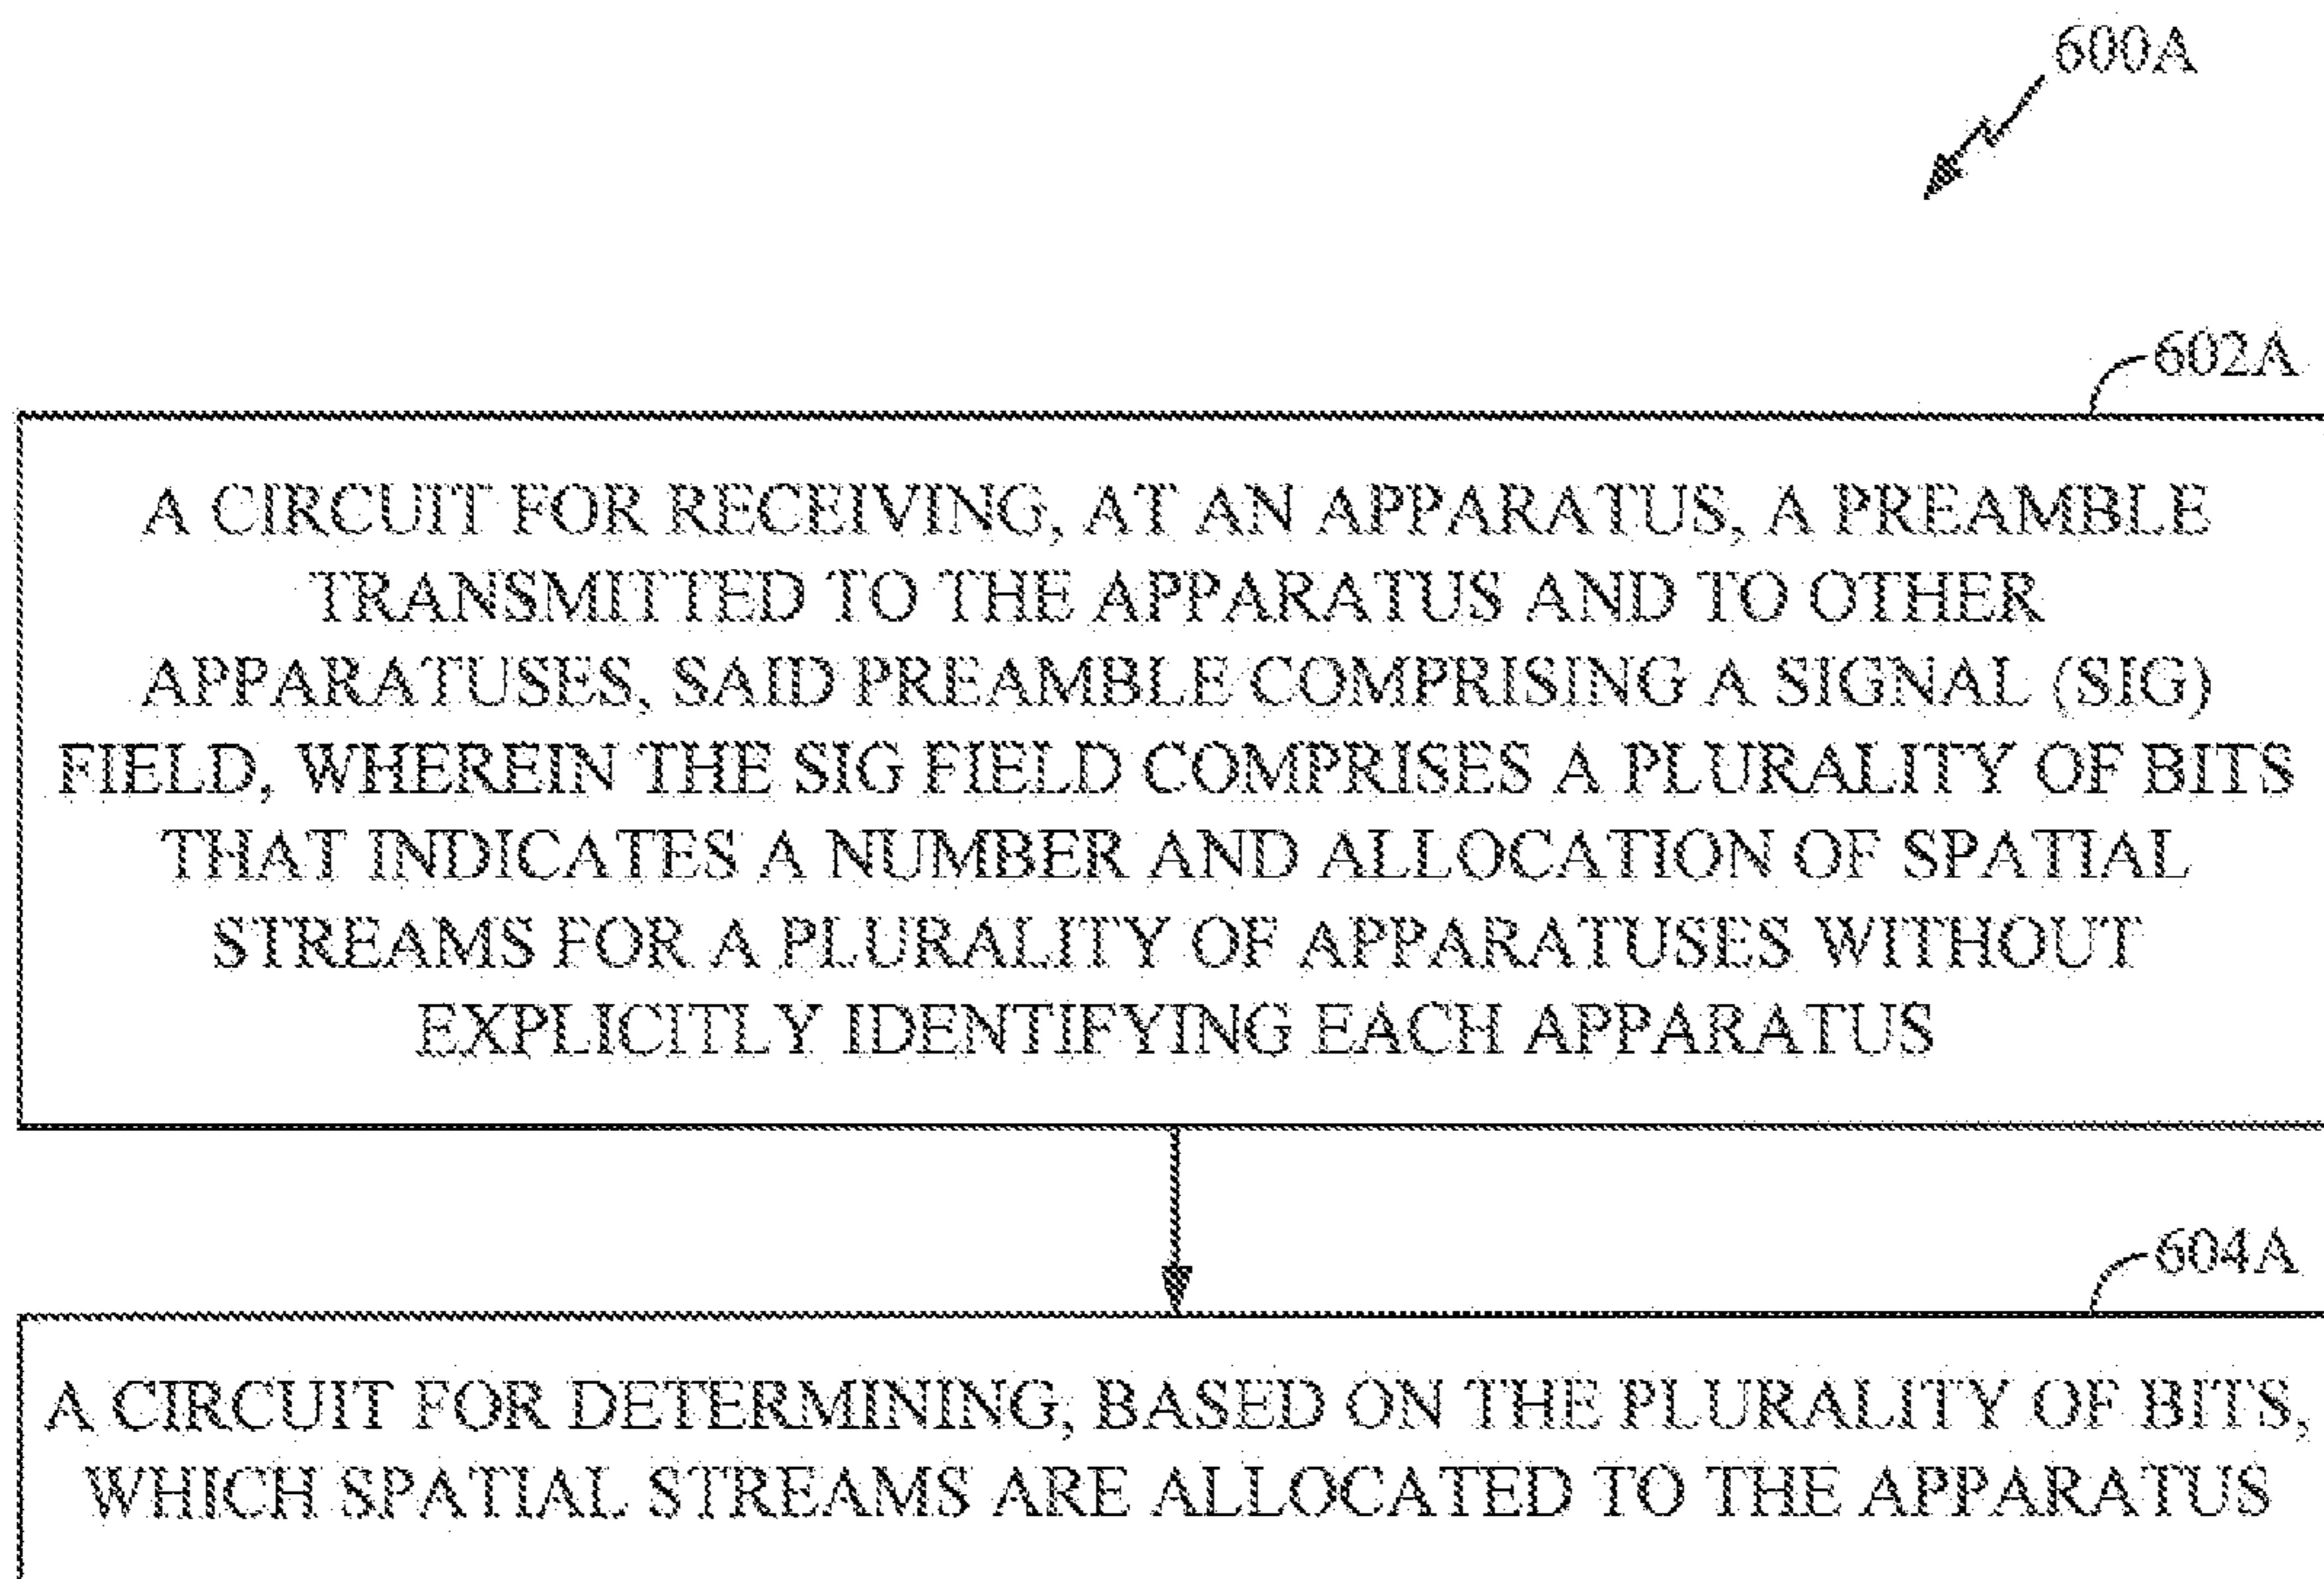 600A
602A
A CIRCUIT FOR RECEIVING, AT AN APPARATUS, A PREAMBLE
TRANSMITTED TO THE APPARATUS AND TO OTHER
APPARATUSES, SAID PREAMBLE COMPRISING A SIGNAL (SIG)
FIELD, WHEREIN THE SIG FIELD COMPRISES A PLURALITY OF BITS
THAT INDICATES A NUMBER AND ALLOCATION OF SPATIAL
STREAMS FOR A PLURALITY OF APPARATUSES WITHOUT
EXPLICITLY IDENTIFYING EACH APPARATUS
604A
A CIRCUIT FOR DETERMINING, BASED ON THE PLURALITY OF BITS,
WHICH SPATIAL STREAMS ARE ALLOCATED TO THE APPARATUS